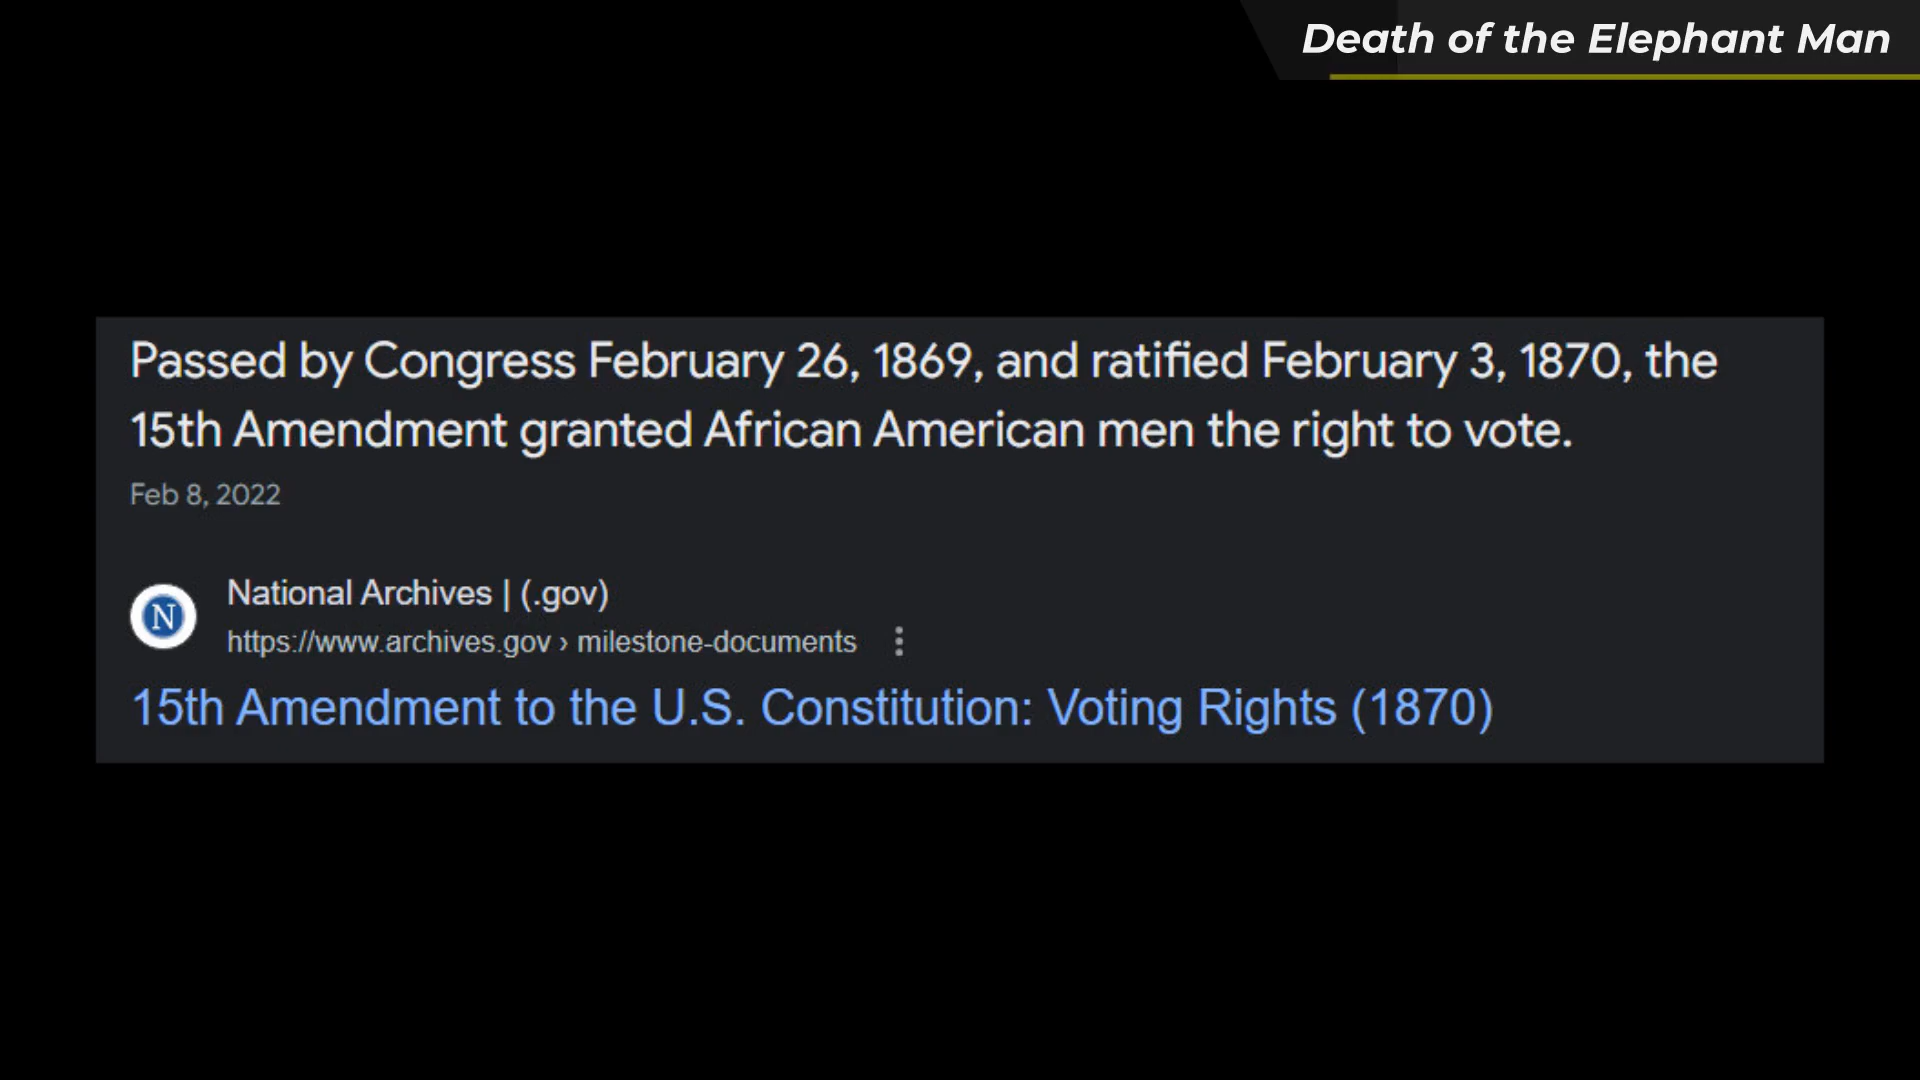 Death of the Elephant Man
Passed by Congress February 26, 1869, and ratified February 3, 1870, the
15th Amendment granted African American men the right to vote.
Feb 8, 2022
N
National Archives | (.gov)
https://www.archives.gov › milestone-documents
15th Amendment to the U.S. Constitution: Voting Rights (1870)